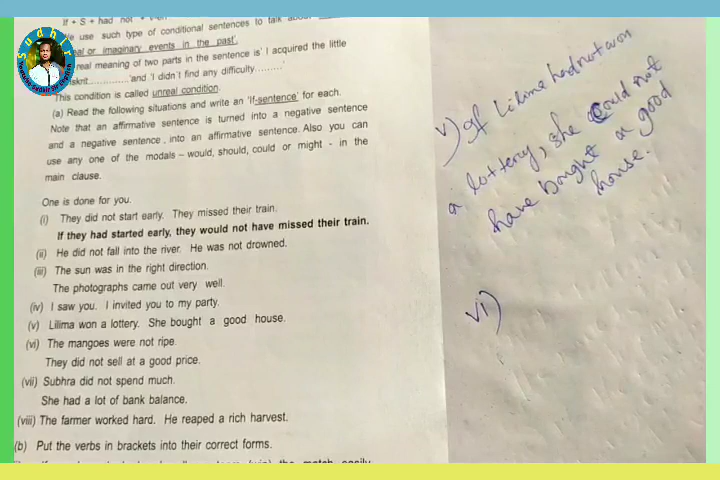 If + S + had not +
We use such type of conditional sentences to talk about
or imaginary events in the past'.
real meaning of two parts in the sentence is' I acquired the little
.............'and 'I didn't find any difficulty.........'
This condition is called unreal condition.
(a) Read the following situations and write an 'If-sentence' for each.
Note that an affirmative sentence is turned into a negative sentence
and a negative sentence , into an affirmative sentence. Also you can
use any one of the modals – would, should, could or might - in the
main clause.
One is done for you.
(i) They did not start early. They missed their train.
If they had started early, they would not have missed their train.
(ii) He did not fall into the river. He was not drowned.
(iii) The sun was in the right direction.
The photographs came out very well.
(iv) I saw you. I invited you to my party.
(v) Lilima won a lottery. She bought a good house.
(vi) The mangoes were not ripe.
They did not sell at a good price.
(vii) Subhra did not spend much.
She had a lot of bank balance.
(viii) The farmer worked hard. He reaped a rich harvest.
(b) Put the verbs in brackets into their correct forms.
v) If Lilima had not won
a lottery, she could not
have bought a good
house.
vi)
Sudhir